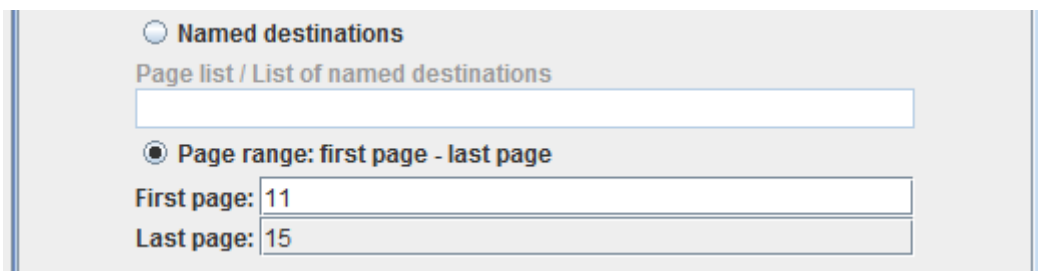 Named destinations
Page list / List of named destinations
Page range: first page - last page
First page: 11
Last page: 15